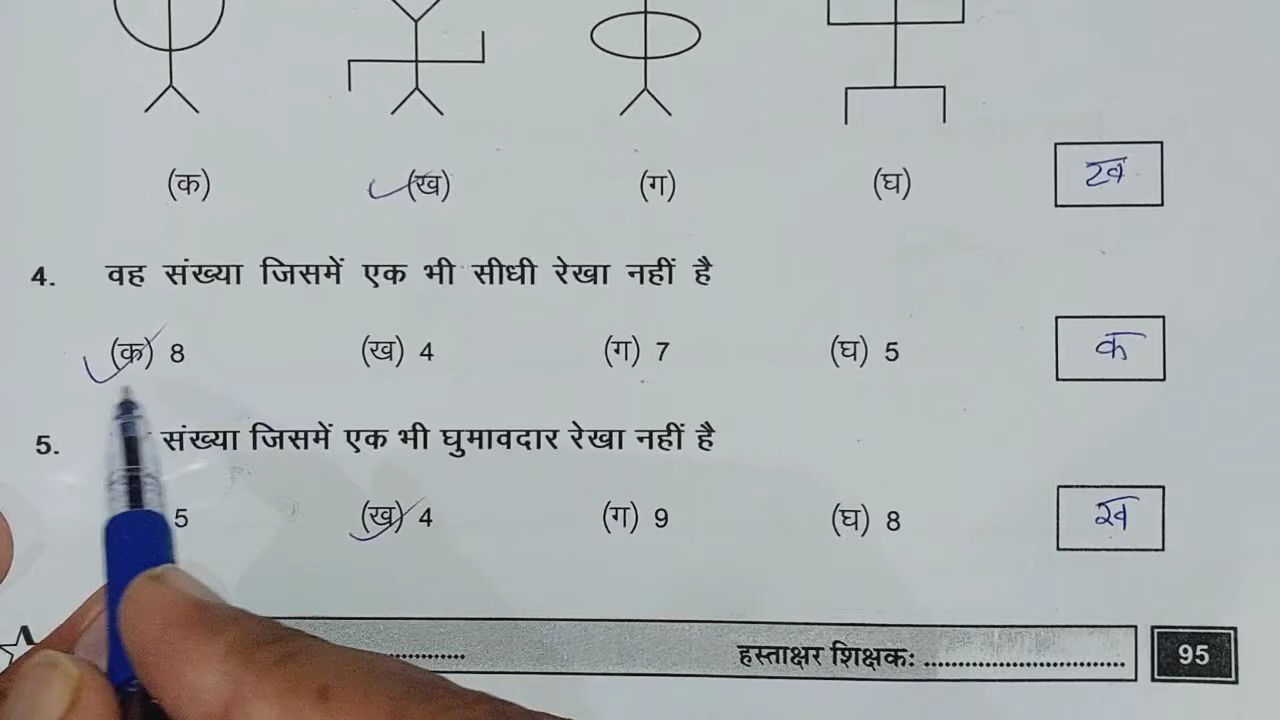 (क) (ख) (ग) (घ) ख
4. वह संख्या जिसमें एक भी सीधी रेखा नहीं है
(क) 8 (ख) 4 (ग) 7 (घ) 5 क
5. संख्या जिसमें एक भी घुमावदार रेखा नहीं है
5 (ख) 4 (ग) 9 (घ) 8 ख
हस्ताक्षर शिक्षक: 95